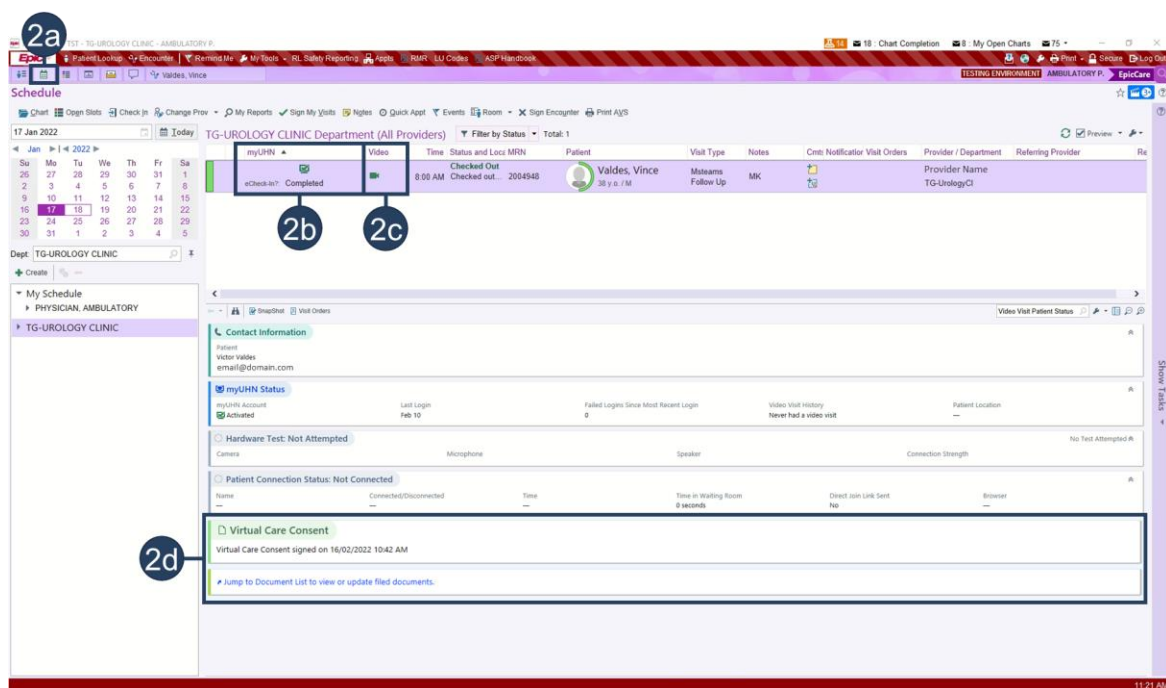 2a
TST - TG-UROLOGY CLINIC - AMBULATORY P.
14 18 : Chart Completion 8 : My Open Charts 75
Epic Patient Lookup Encounter Remind Me My Tools RL Safety Reporting Appts RMR LU Codes ASP Handbook Print Secure Log Out
Valdes, Vince TESTING ENVIRONMENT AMBULATORY P. EpicCare
Schedule
Chart Open Slots Check In Change Prov My Reports Sign My Visits Notes Quick Appt Events Room Sign Encounter Print AVS
17 Jan 2022 Today TG-UROLOGY CLINIC Department (All Providers) Filter by Status Total: 1 Preview
Jan 2022
myUHN Video Time Status and Loca MRN Patient Visit Type Notes Cmts Notification Visit Orders Provider / Department Referring Provider Re
Su Mo Tu We Th Fr Sa
26 27 28 29 30 31 1
2 3 4 5 6 7 8
9 10 11 12 13 14 15
16 17 18 19 20 21 22
23 24 25 26 27 28 29
30 31 1 2 3 4 5
eCheck-In?: Completed
8:00 AM
Checked Out
Checked out...
2004948
Valdes, Vince
38 y.o. / M
Msteams
Follow Up
MK
Provider Name
TG-UrologyCl
2b
2c
Dept: TG-UROLOGY CLINIC
Create
My Schedule
PHYSICIAN, AMBULATORY
TG-UROLOGY CLINIC
SnapShot Visit Orders Video Visit Patient Status
Contact Information
Patient
Victor Valdes
email@domain.com
myUHN Status
myUHN Account Last Login Failed Logins Since Most Recent Login Video Visit History Patient Location
Activated Feb 10 0 Never had a video visit —
Hardware Test: Not Attempted No Test Attempted
Camera Microphone Speaker Connection Strength
Patient Connection Status: Not Connected
Name Connected/Disconnected Time Time in Waiting Room Direct Join Link Sent Browser
— — — 0 seconds No —
2d
Virtual Care Consent
Virtual Care Consent signed on 16/02/2022 10:42 AM
Jump to Document List to view or update filed documents.
Show Tasks
11:21 AM